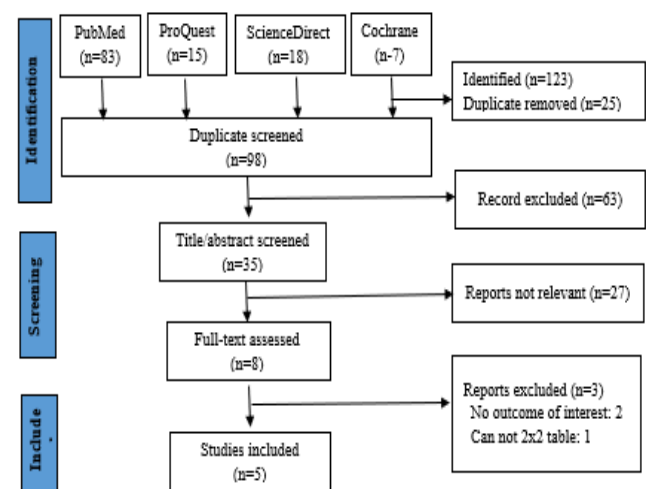 Identification
PubMed
(n=83)
ProQuest
(n=15)
ScienceDirect
(n=18)
Cochrane
(n-7)
Identified (n=123)
Duplicate removed (n=25)
Duplicate screened
(n=98)
Record excluded (n=63)
Screening
Title/abstract screened
(n=35)
Reports not relevant (n=27)
Full-text assessed
(n=8)
Include
.
Reports excluded (n=3)
No outcome of interest: 2
Can not 2x2 table: 1
Studies included
(n=5)